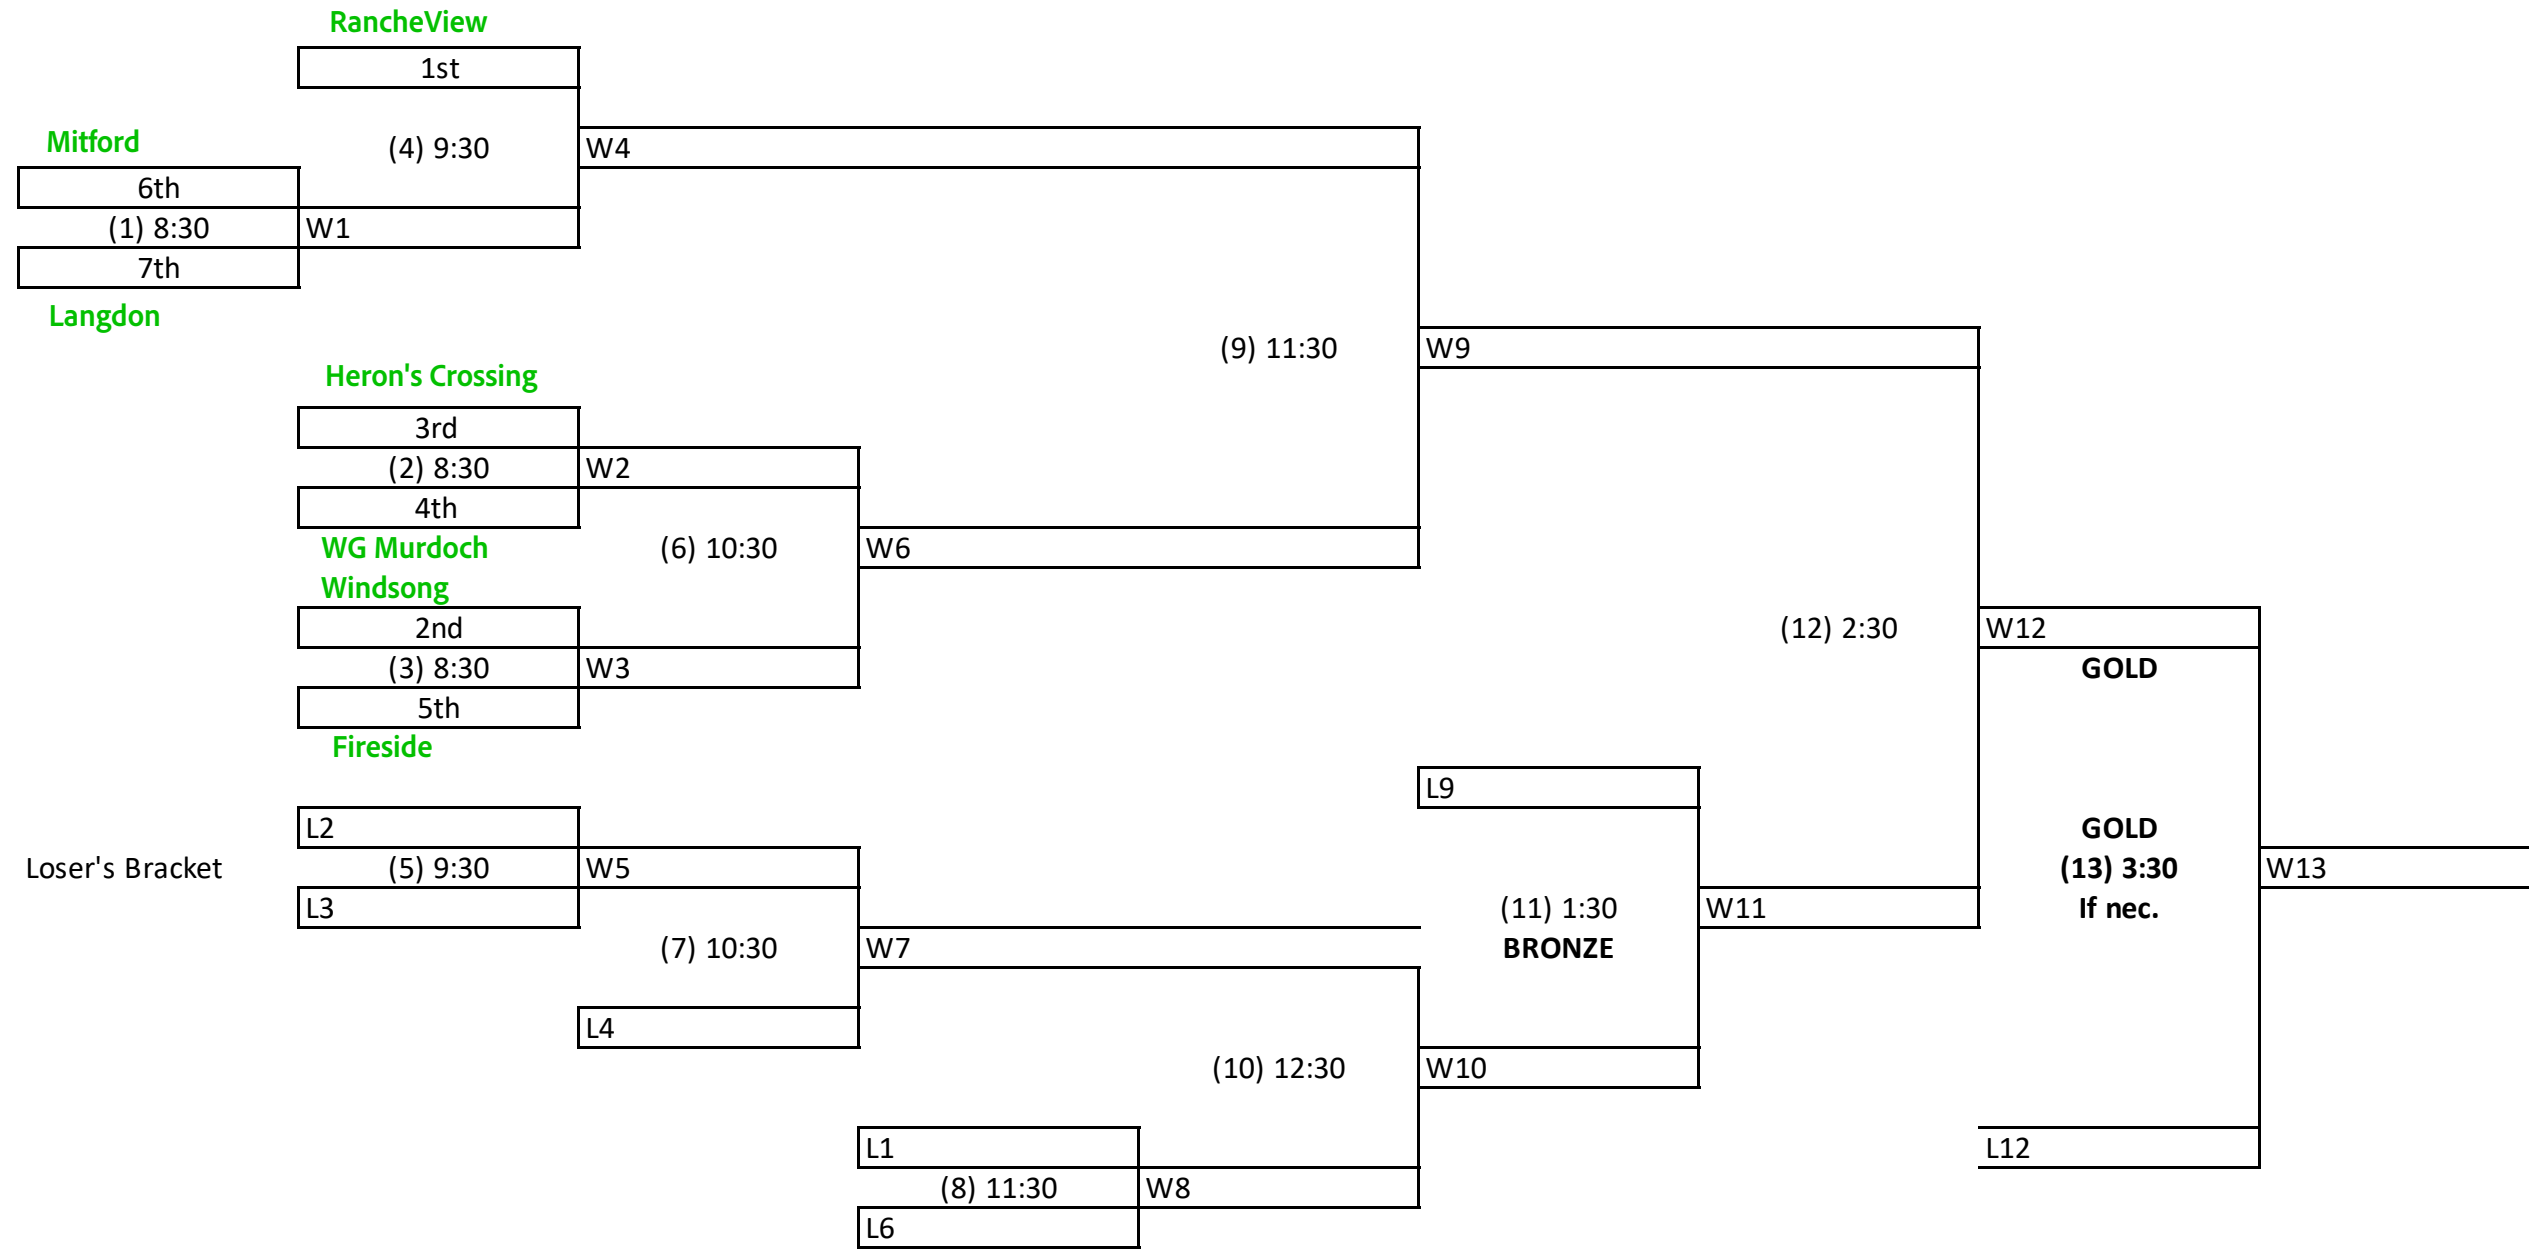 RancheView
1st
Mitford
(4) 9:30
W4
6th
(1) 8:30
W1
7th
Langdon
(9) 11:30
W9
Heron's Crossing
3rd
(2) 8:30
W2
4th
WG Murdoch
(6) 10:30
W6
Windsong
2nd
(12) 2:30
W12
(3) 8:30
W3
GOLD
5th
Fireside
L9
L2
GOLD
Loser's Bracket
(5) 9:30
W5
(13) 3:30
W13
L3
(11) 1:30
W11
If nec.
(7) 10:30
W7
BRONZE
L4
(10) 12:30
W10
L1
L12
(8) 11:30
W8
L6